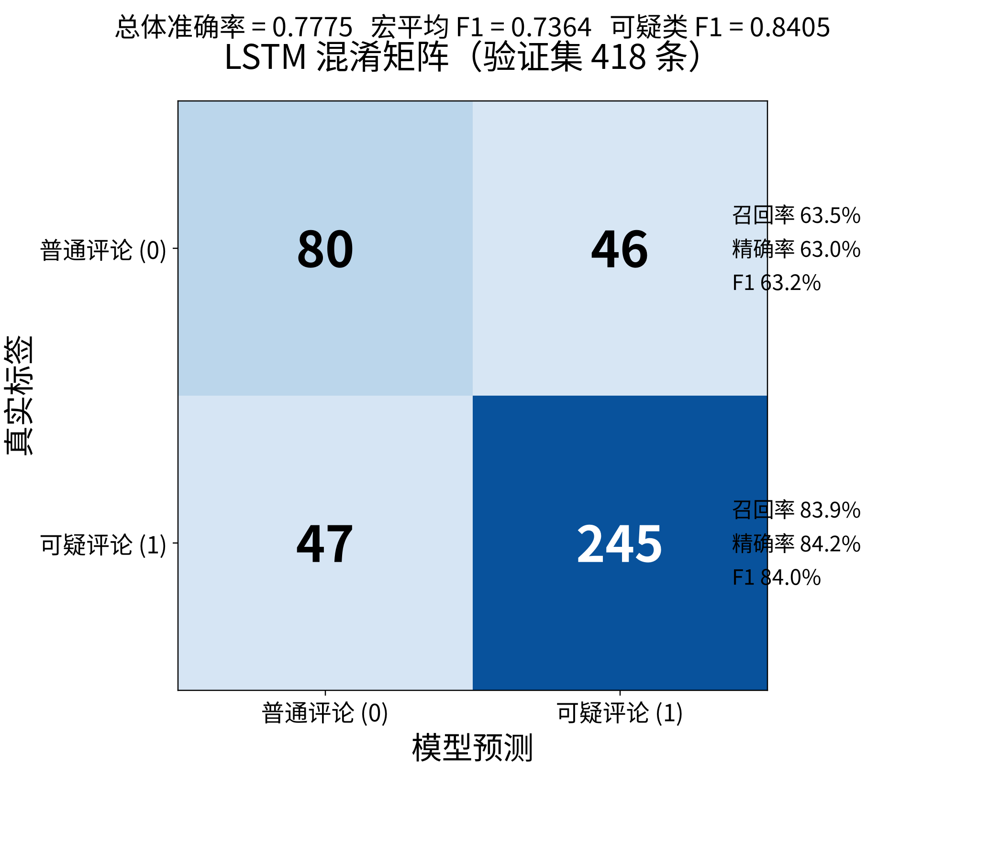 总体准确率 = 0.7775 宏平均 F1 = 0.7364 可疑类 F1 = 0.8405
LSTM 混淆矩阵（验证集 418 条）
真实标签
普通评论 (0)
80
46
召回率 63.5%
精确率 63.0%
F1 63.2%
可疑评论 (1)
47
245
召回率 83.9%
精确率 84.2%
F1 84.0%
普通评论 (0)
可疑评论 (1)
模型预测